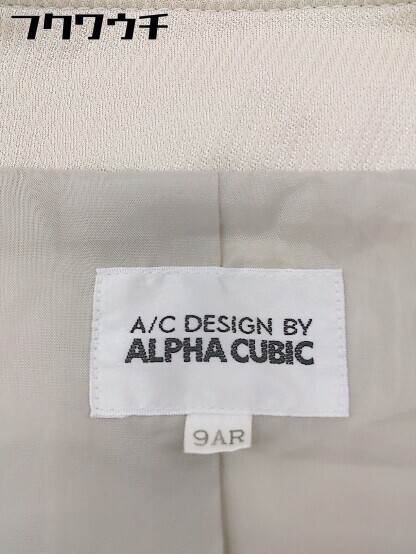 フクワウチ
A/C DESIGN BY
ALPHA CUBIC
9AR